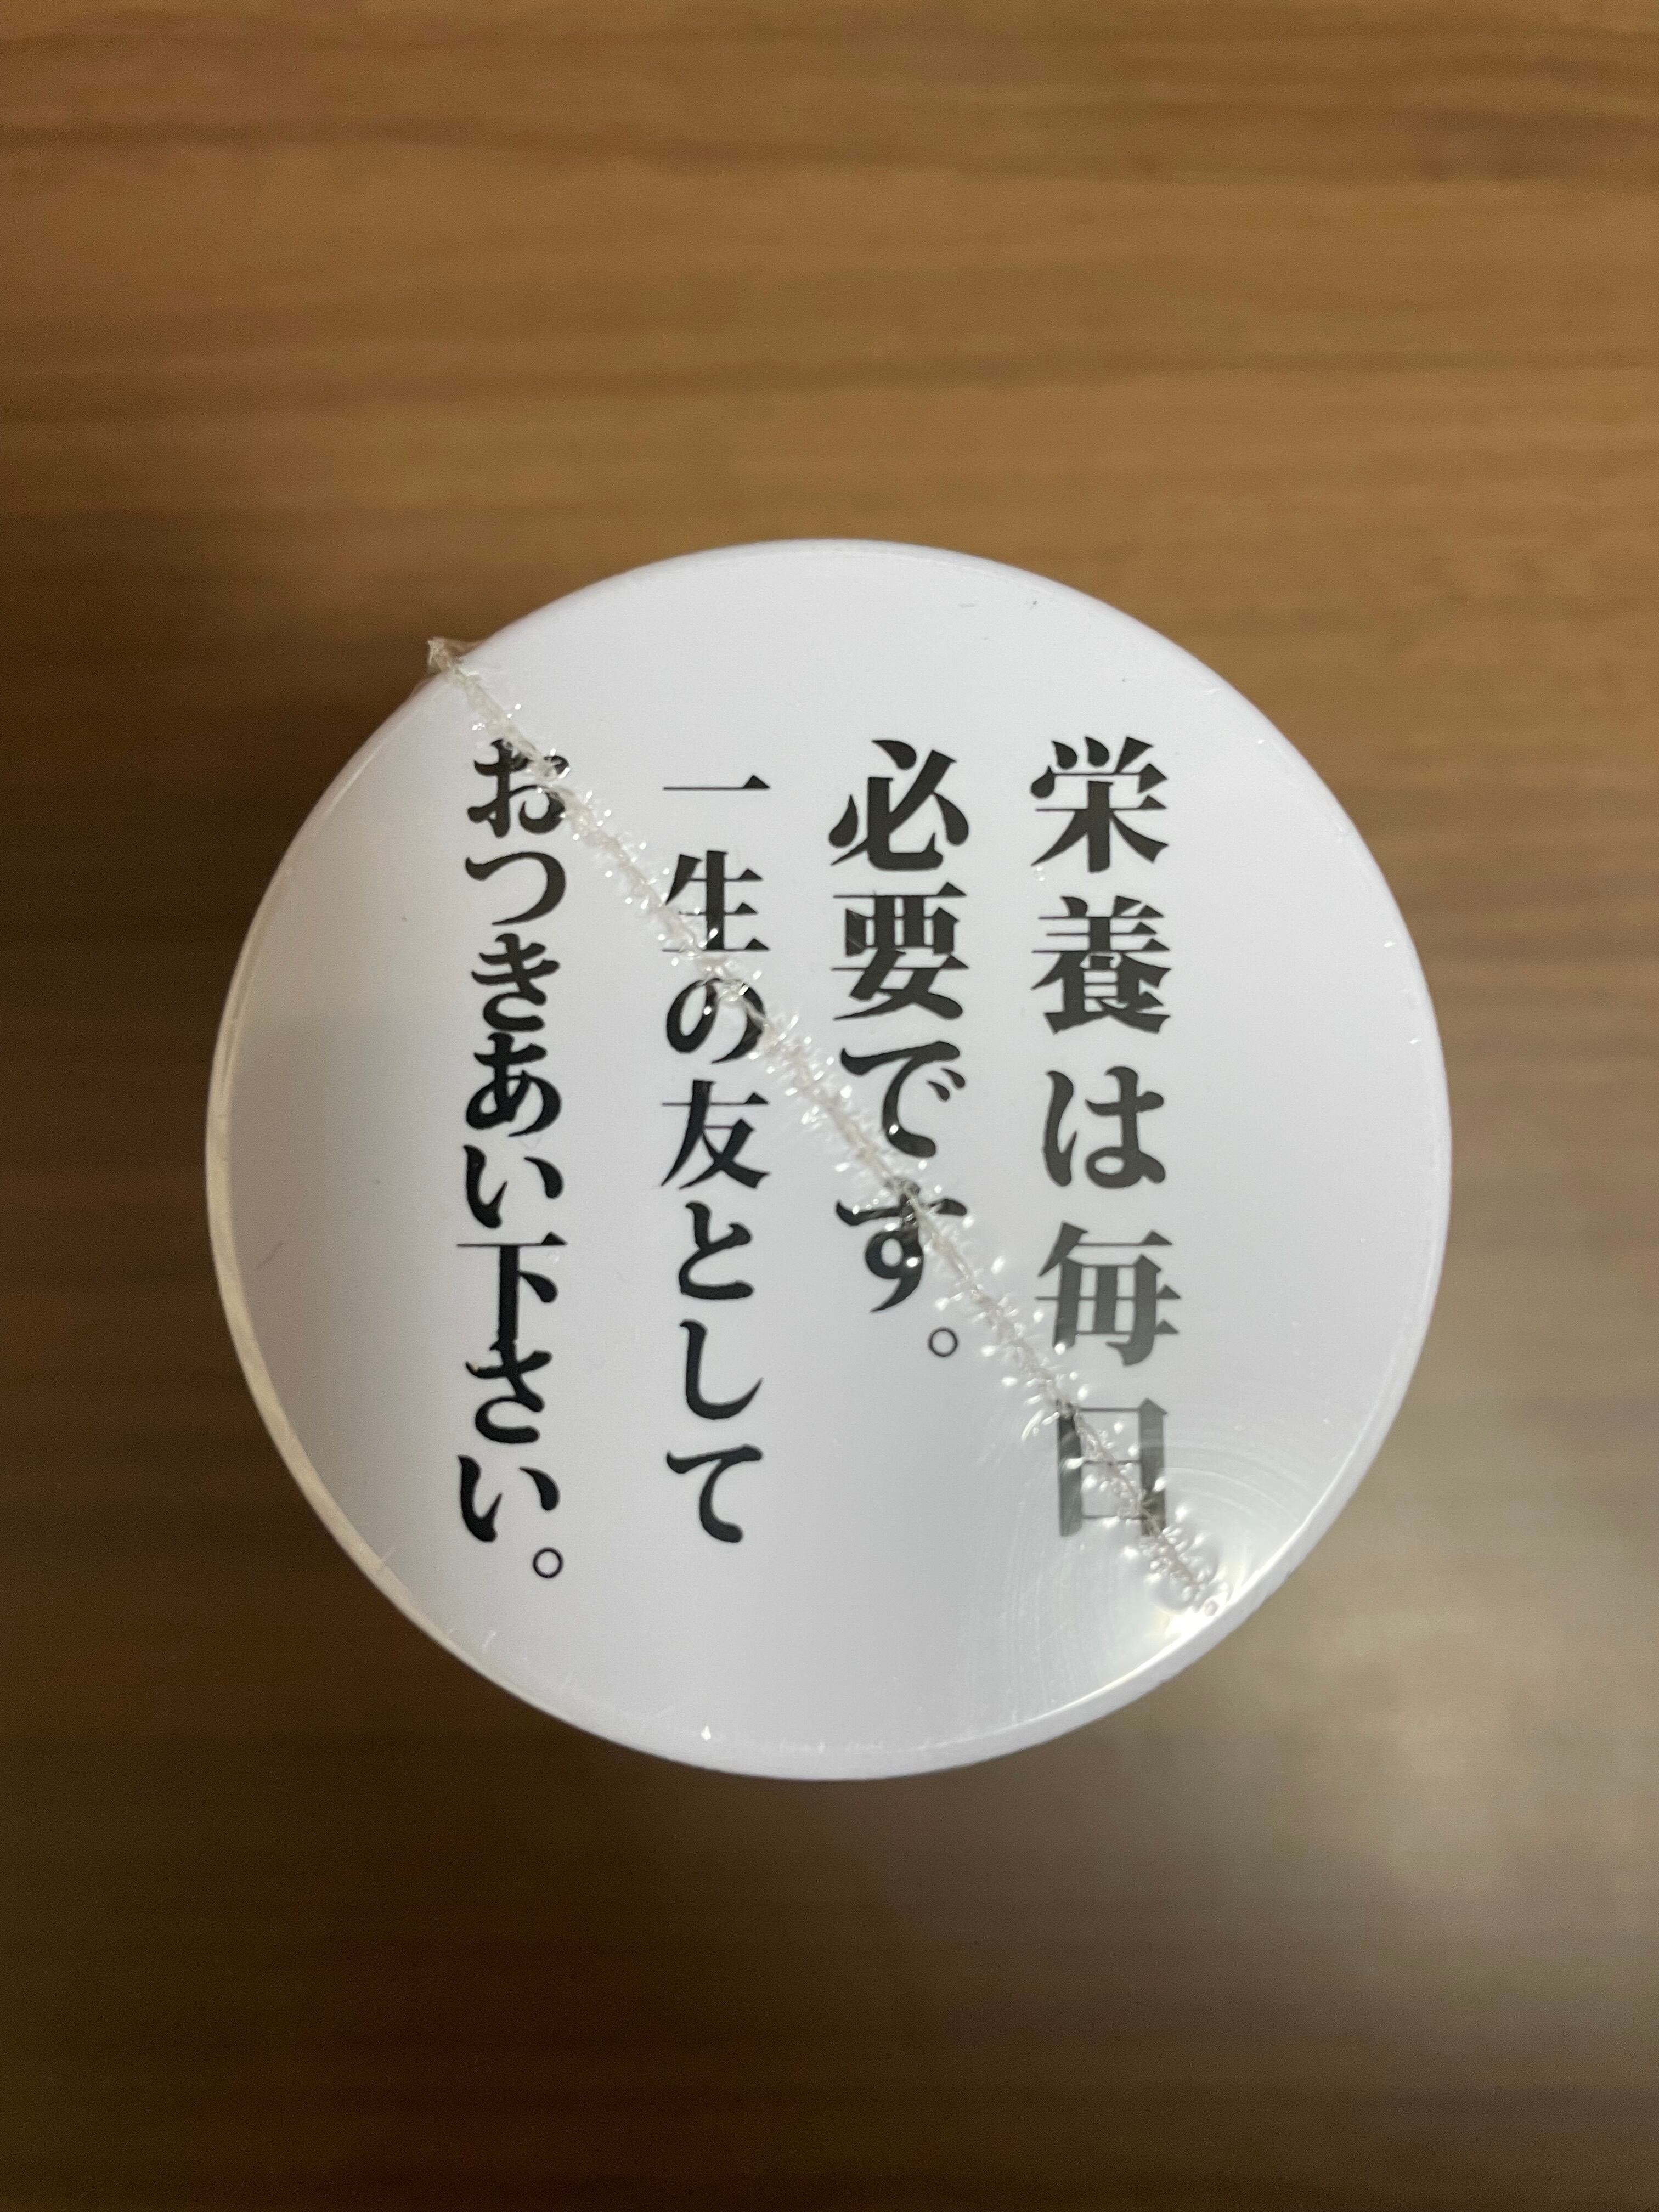 栄養は毎日
必要です。
一生の友として
おつきあい下さい。